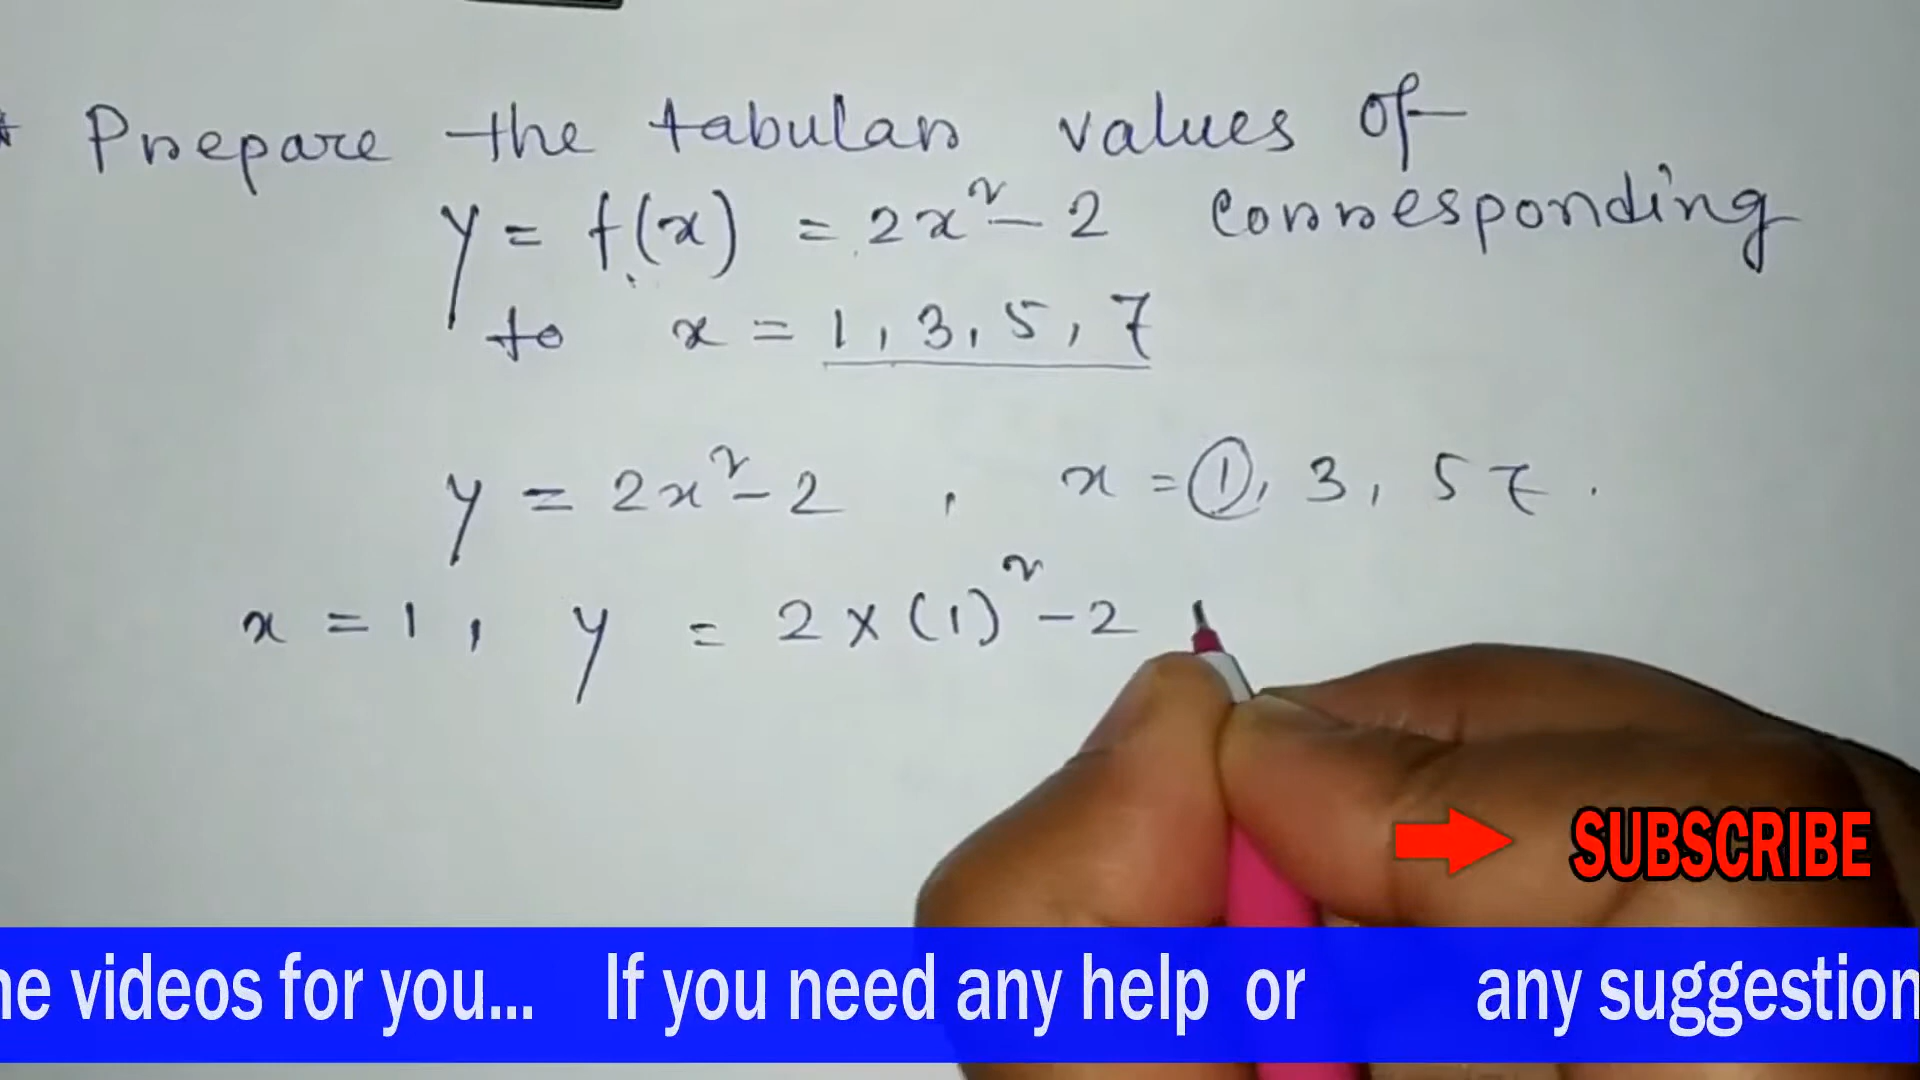 * Prepare the tabular values of
y = f(x) = 2x² - 2 corresponding
to x = 1, 3, 5, 7
y = 2x² - 2 , x = 1, 3, 5 7 .
x = 1, y = 2 × (1)² - 2
SUBSCRIBE
videos for you... If you need any help or any suggestion